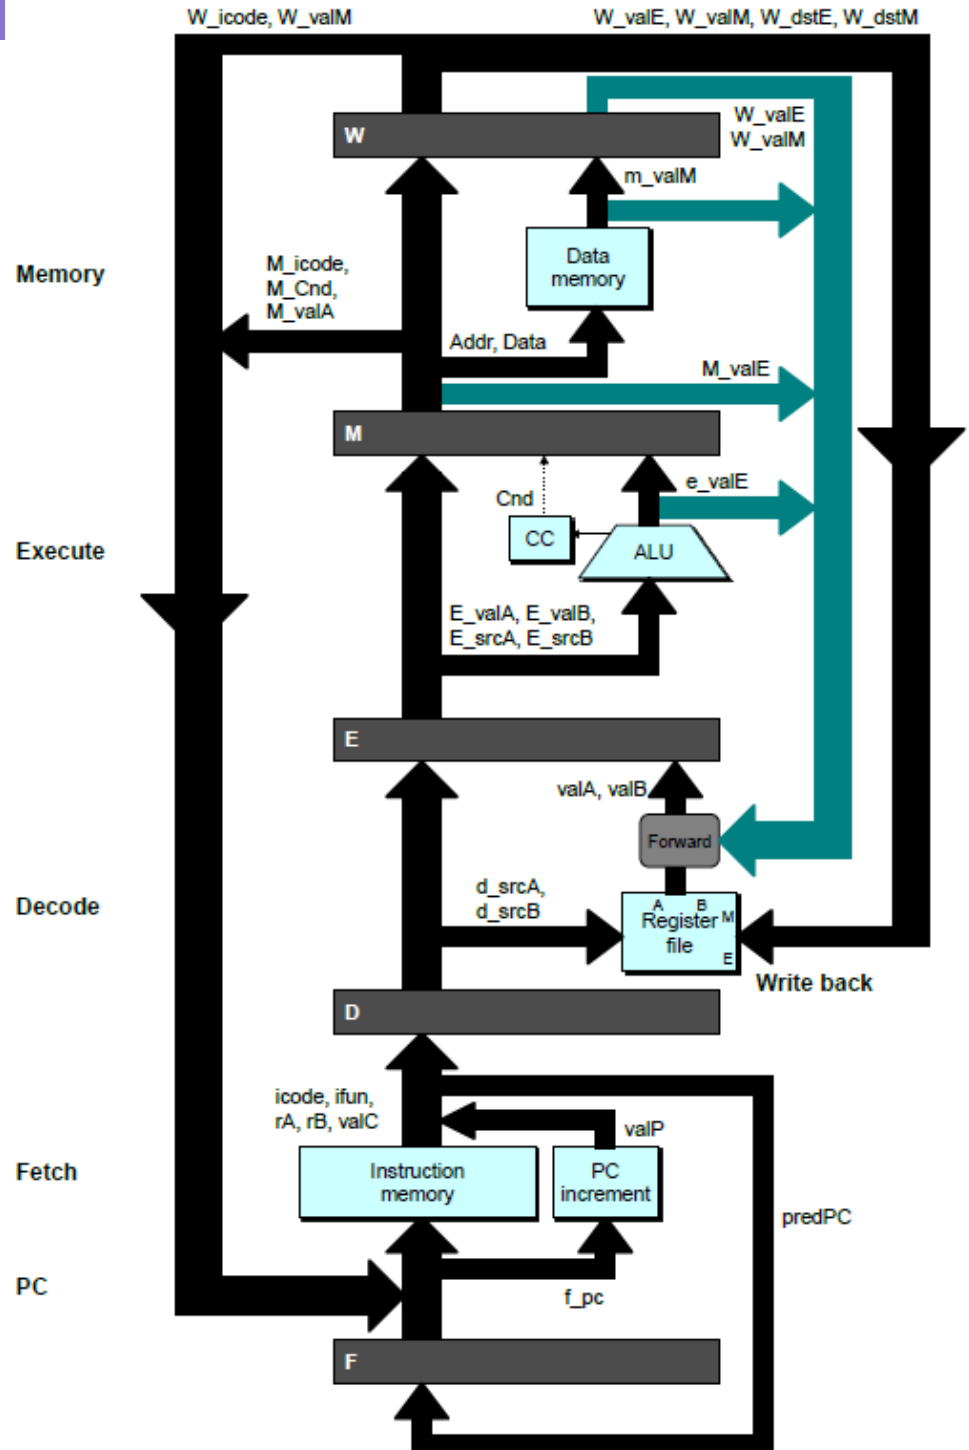 W_icode, W_valM
W_valE, W_valM, W_dstE, W_dstM
W
W_valE
W_valM
m_valM
Data
memory
Memory
M_icode,
M_Cnd,
M_valA
Addr, Data
M_valE
M
e_valE
Cnd
CC
ALU
Execute
E_valA, E_valB,
E_srcA, E_srcB
E
valA, valB
Forward
Decode
d_srcA,
d_srcB
A B
Register M
file
E
Write back
D
icode, ifun,
rA, rB, valC
valP
Fetch
Instruction
memory
PC
increment
predPC
PC
f_pc
F